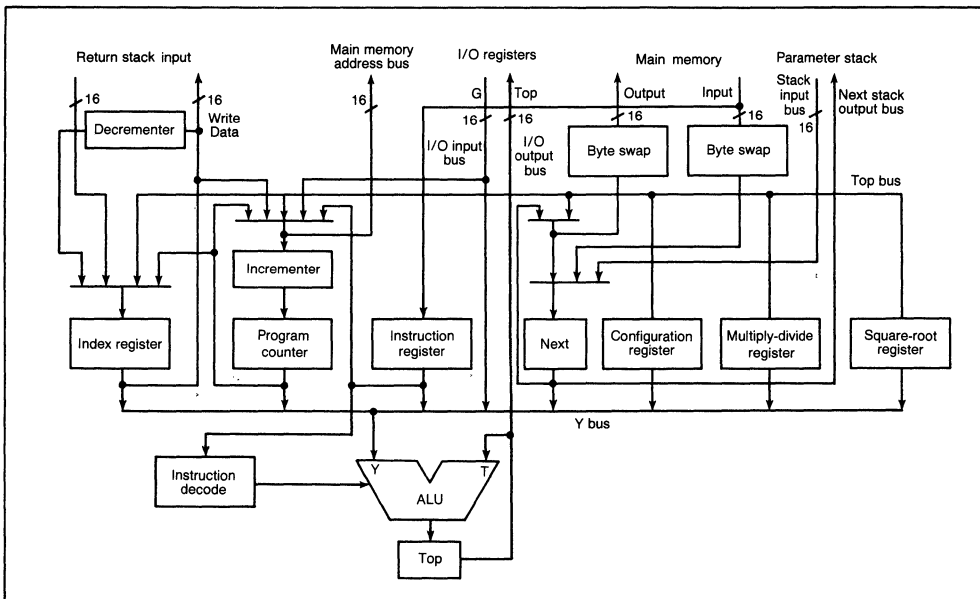 Return stack input
Main memory
address bus
I/O registers
Main memory
Parameter stack
16
16
Write
Data
16
G
Top
16
16
Output
16
Input
16
Stack
input
bus
16
Next stack
output bus
Decrementer
I/O input
bus
I/O
output
bus
Byte swap
Byte swap
Top bus
Incrementer
Index register
Program
counter
Instruction
register
Next
Configuration
register
Multiply-divide
register
Square-root
register
Y bus
Instruction
decode
Y
T
ALU
Top